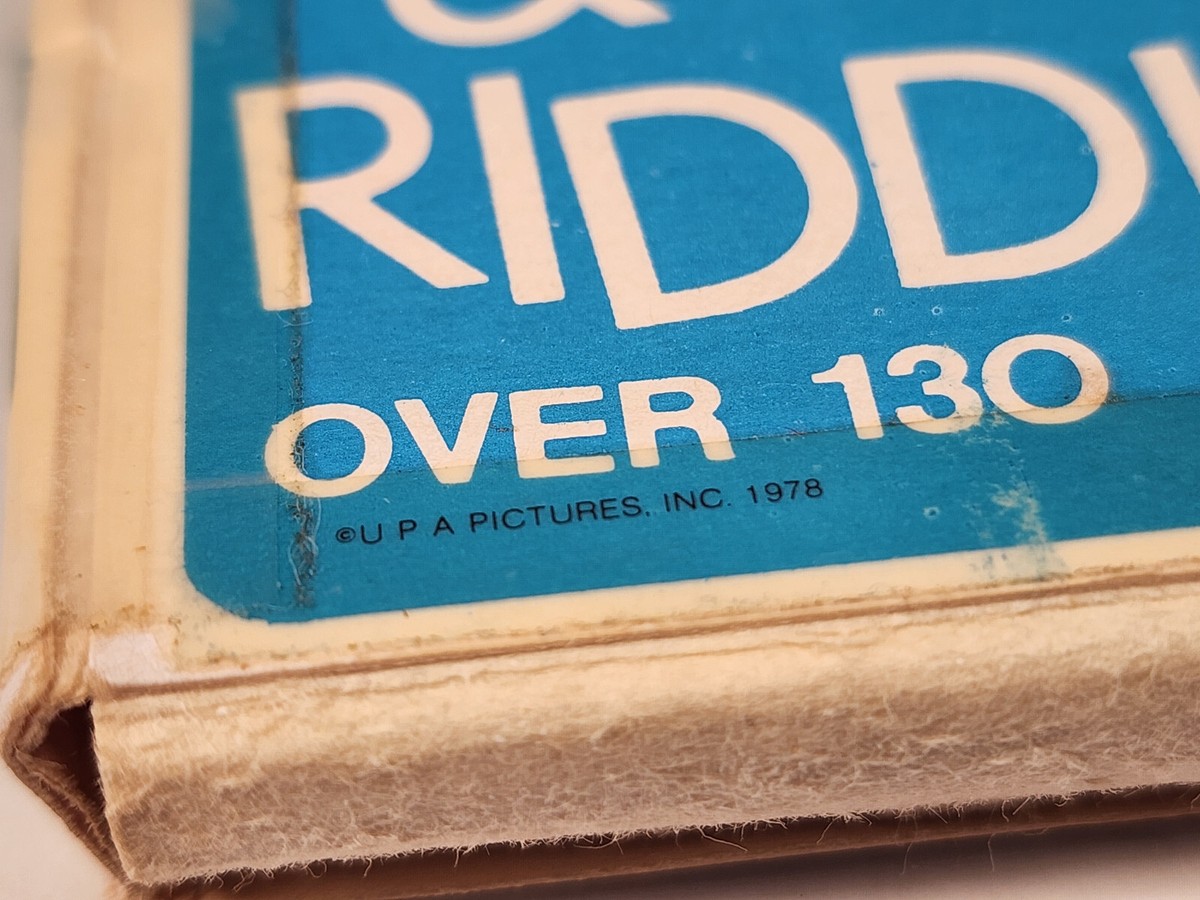 &
RIDD
OVER 130
©U P A PICTURES, INC. 1978